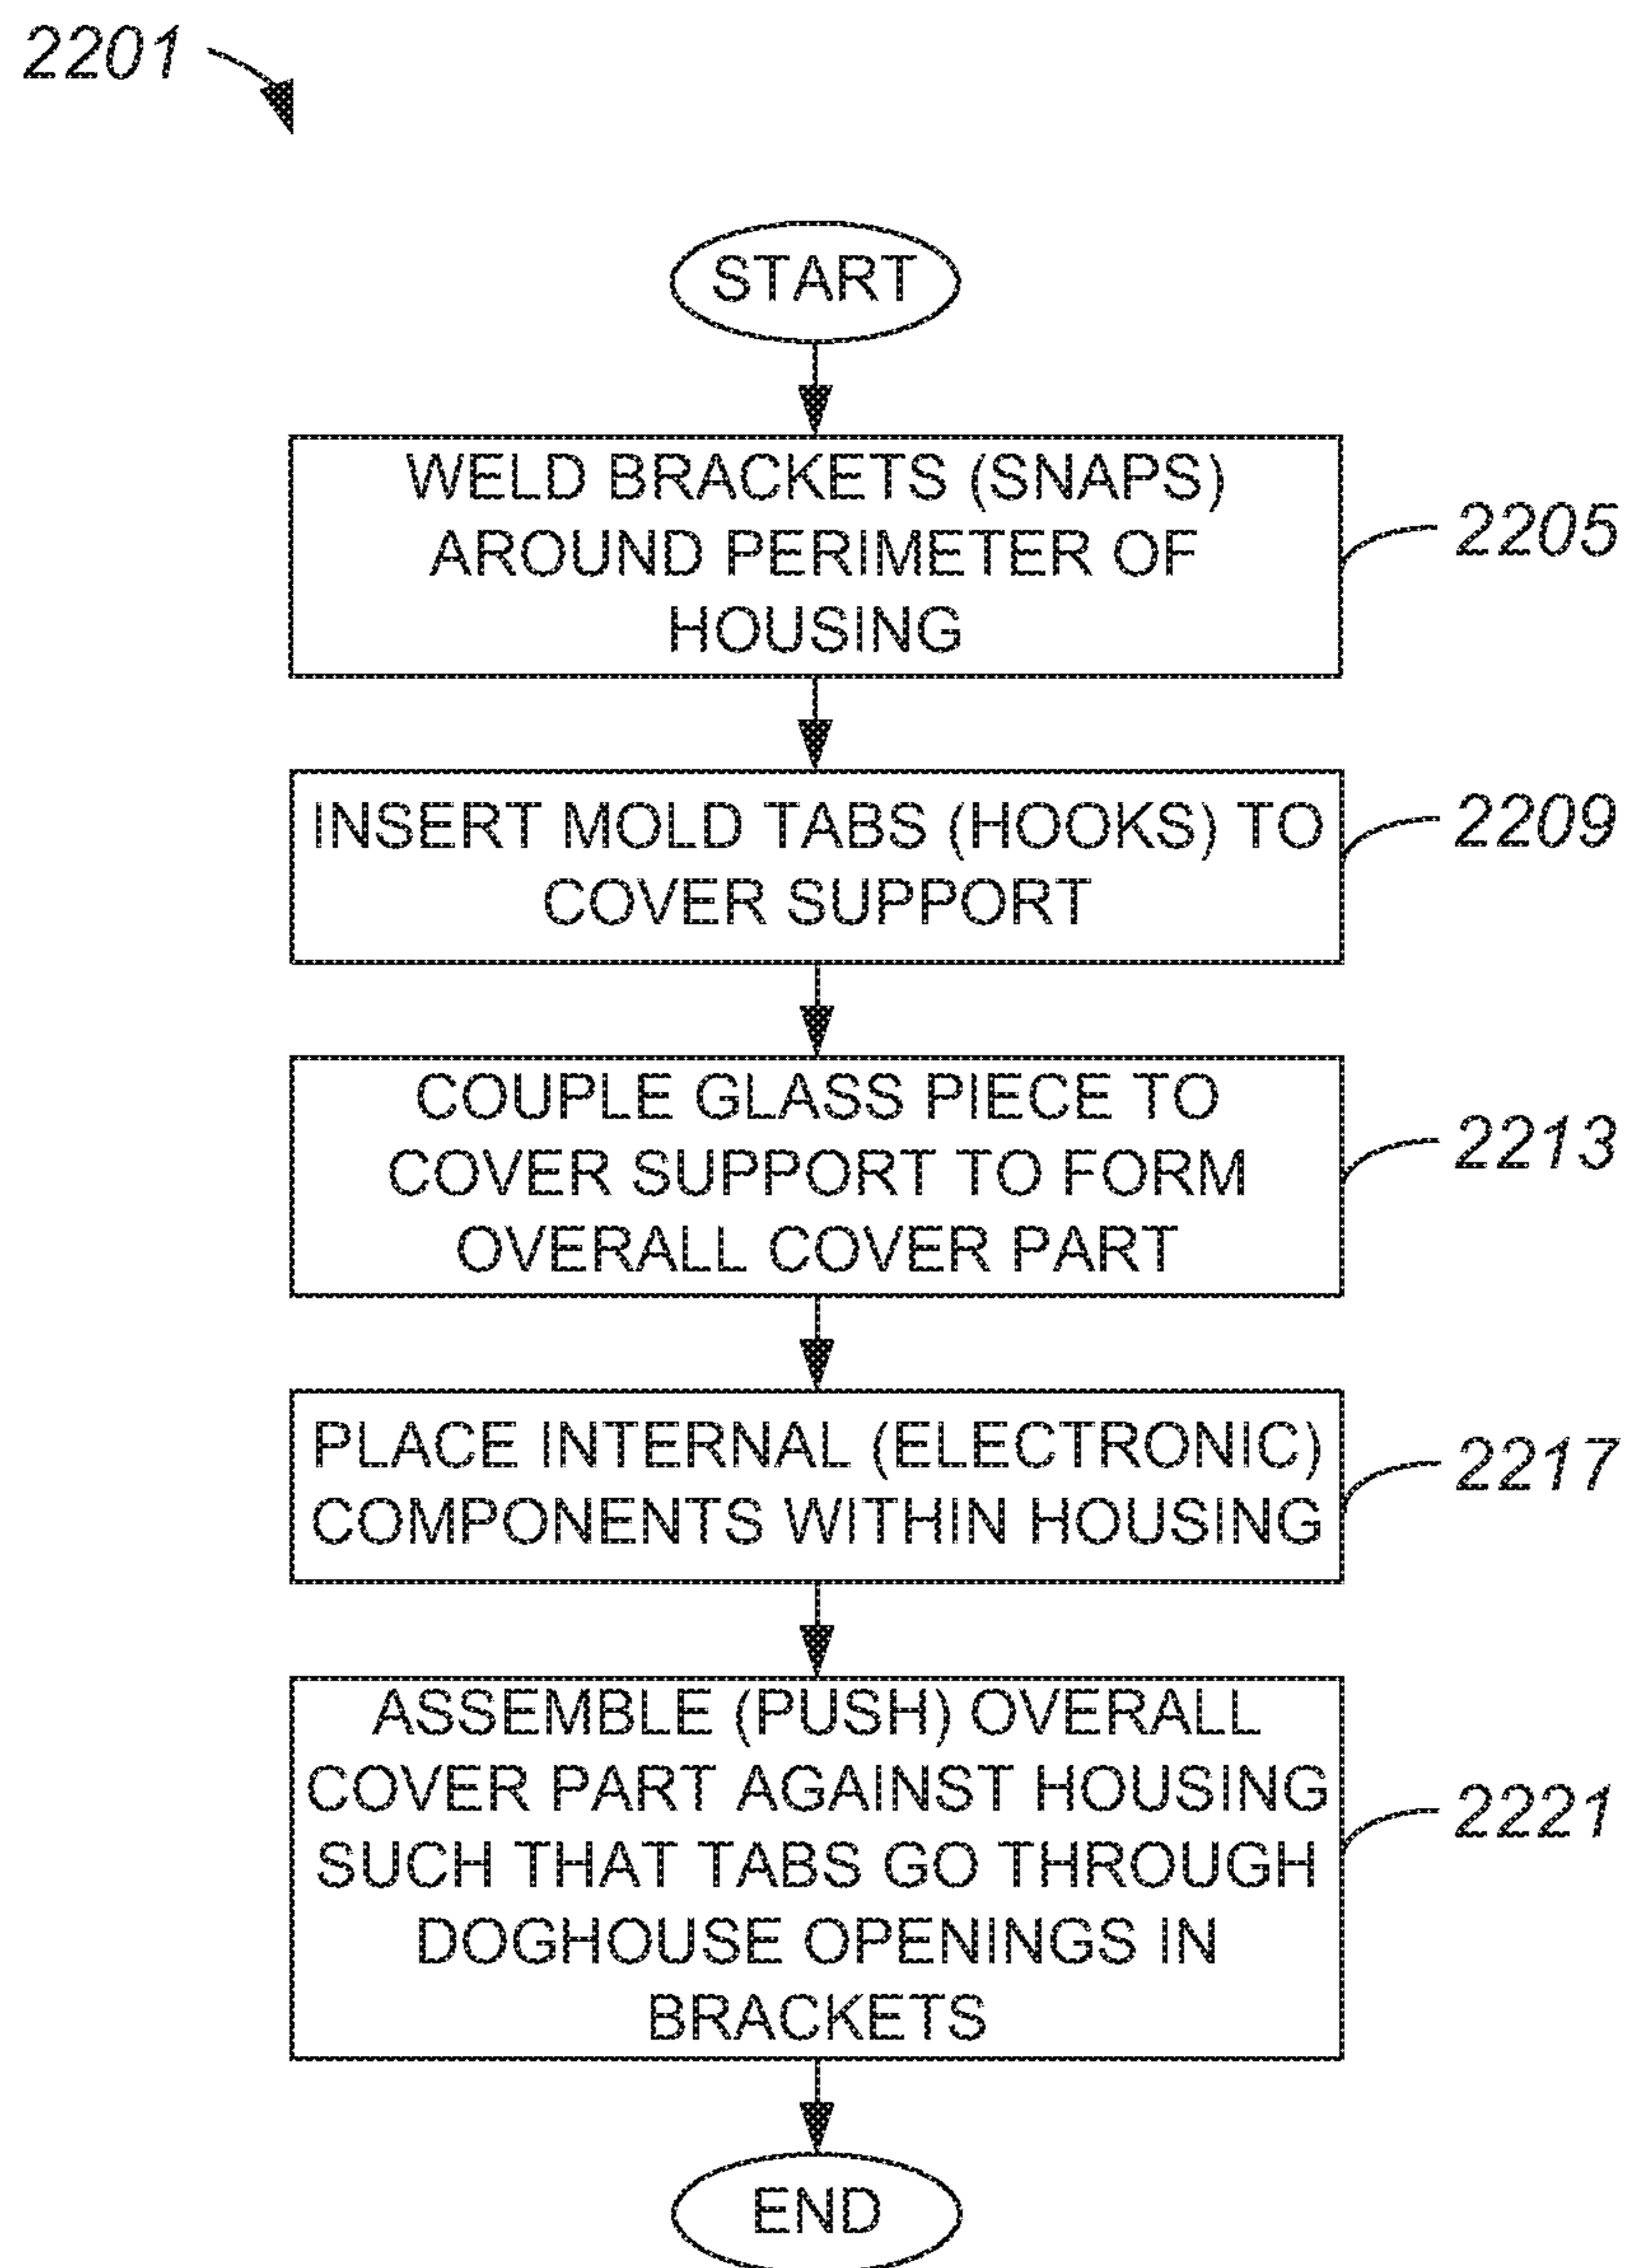 2201
START
WELD BRACKETS (SNAPS)
AROUND PERIMETER OF
HOUSING
2205
INSERT MOLD TABS (HOOKS) TO
COVER SUPPORT
2209
COUPLE GLASS PIECE TO
COVER SUPPORT TO FORM
OVERALL COVER PART
2213
PLACE INTERNAL (ELECTRONIC)
COMPONENTS WITHIN HOUSING
2217
ASSEMBLE (PUSH) OVERALL
COVER PART AGAINST HOUSING
SUCH THAT TABS GO THROUGH
DOGHOUSE OPENINGS IN
BRACKETS
2221
END